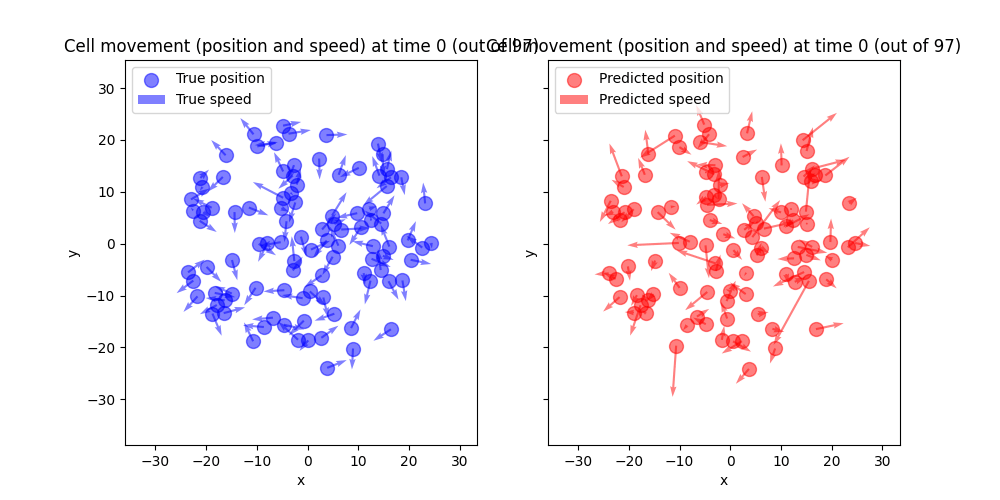 Cell movement (position and speed) at time 0 (out of 97)
Cell movement (position and speed) at time 0 (out of 97)
True position
True speed
Predicted position
Predicted speed
30
20
10
0
−10
−20
−30
y
y
−30 −20 −10 0 10 20 30
−30 −20 −10 0 10 20 30
x
x